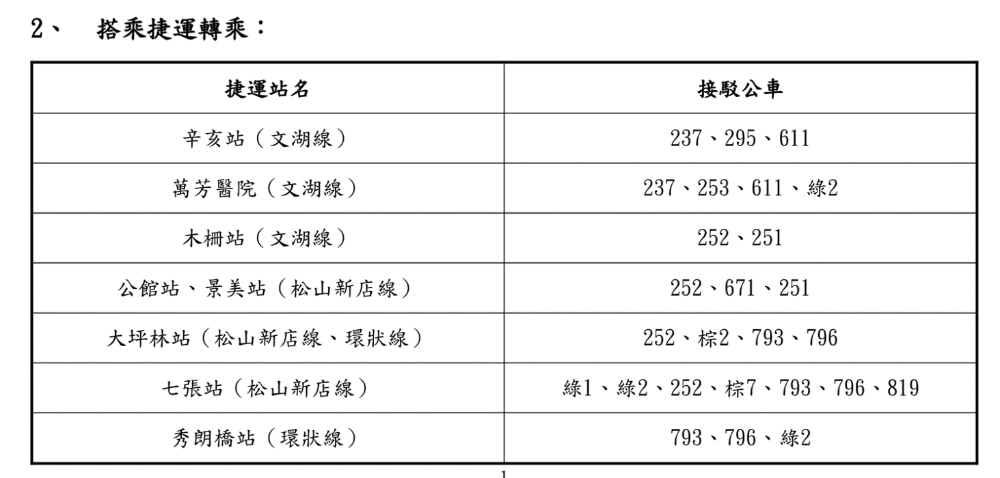 2、 搭乘捷運轉乘：
捷運站名 接駁公車
辛亥站（文湖線） 237、295、611
萬芳醫院（文湖線） 237、253、611、綠2
木柵站（文湖線） 252、251
公館站、景美站（松山新店線） 252、671、251
大坪林站（松山新店線、環狀線） 252、棕2、793、796
七張站（松山新店線） 綠1、綠2、252、棕7、793、796、819
秀朗橋站（環狀線） 793、796、綠2
1